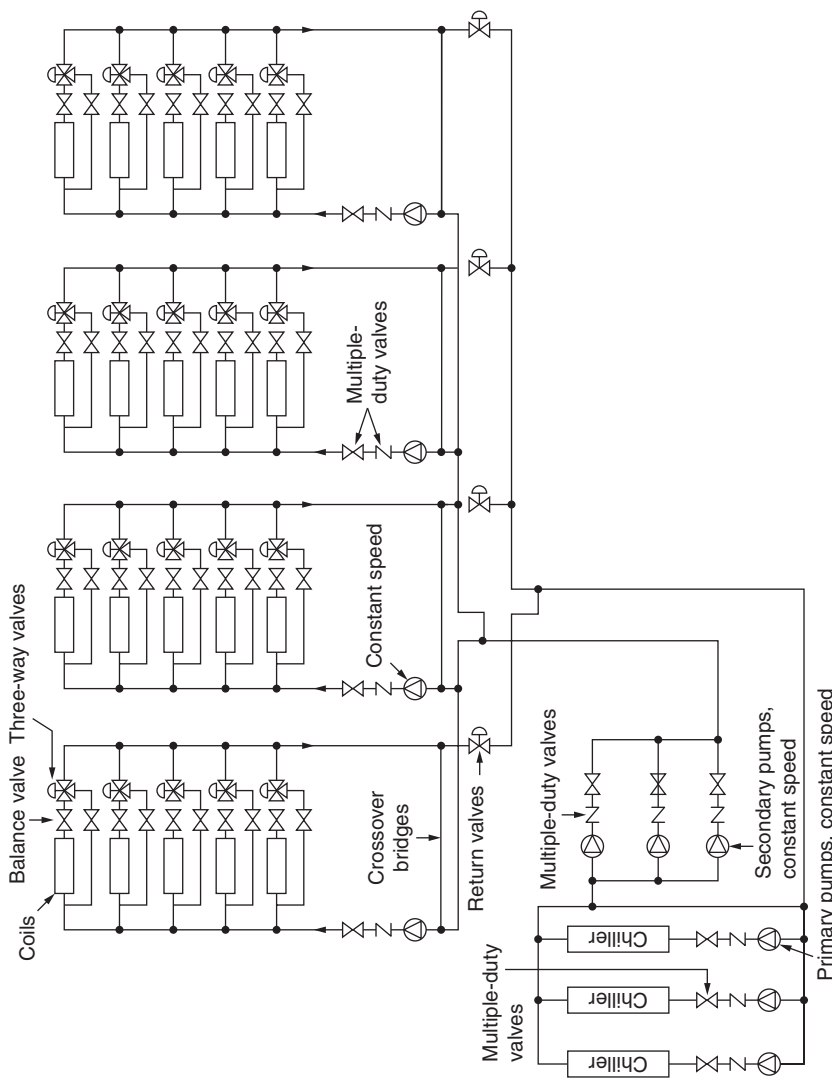 Multiple-
duty valves
Constant speed
Three-way valves
Balance valve
Coils
Crossover
bridges
Return valves
Multiple-duty valves
Secondary pumps,
constant speed
Chiller
Chiller
Chiller
Multiple-duty
valves
Primary pumps, constant speed